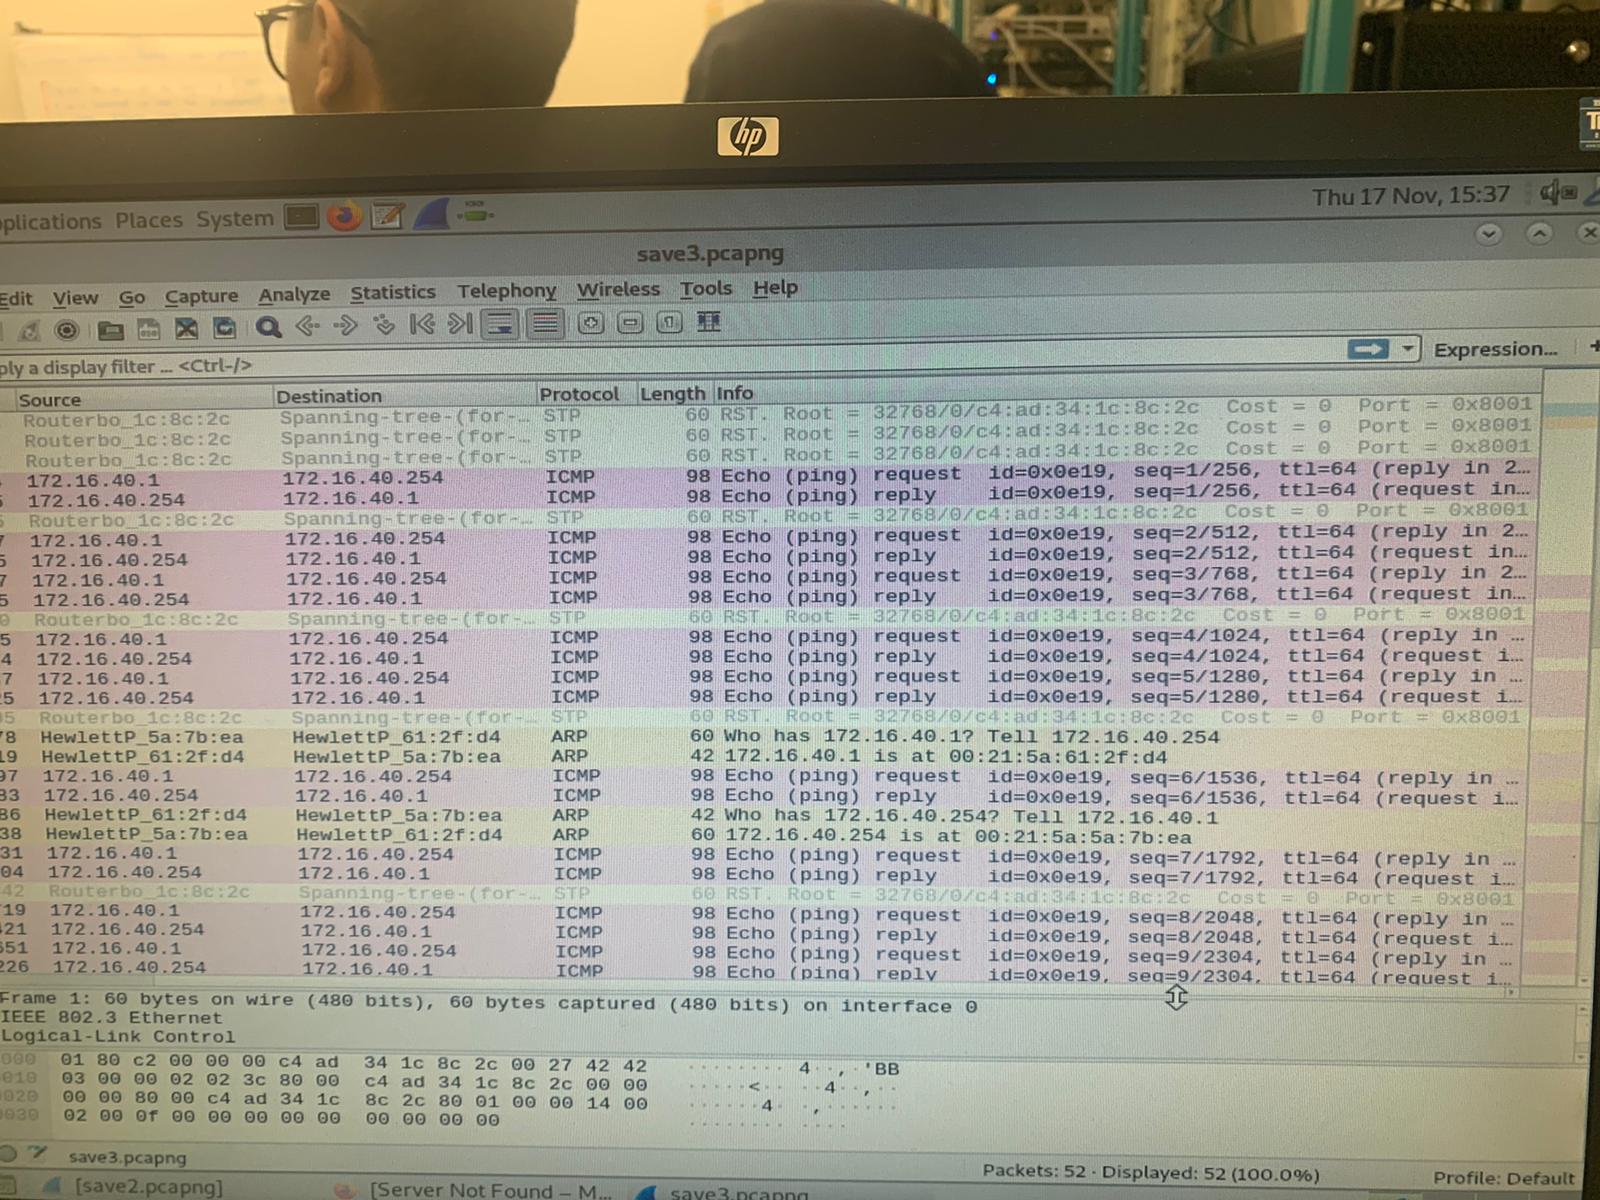 hp
Thu 17 Nov, 15:37
plications Places System
save3.pcapng
Edit View Go Capture Analyze Statistics Telephony Wireless Tools Help
ply a display filter ... <Ctrl-/> Expression...
Source Destination Protocol Length Info
Routerbo_1c:8c:2c Spanning-tree-(for-… STP 60 RST. Root = 32768/0/c4:ad:34:1c:8c:2c Cost = 0 Port = 0x8001
Routerbo_1c:8c:2c Spanning-tree-(for-… STP 60 RST. Root = 32768/0/c4:ad:34:1c:8c:2c Cost = 0 Port = 0x8001
Routerbo_1c:8c:2c Spanning-tree-(for-… STP 60 RST. Root = 32768/0/c4:ad:34:1c:8c:2c Cost = 0 Port = 0x8001
172.16.40.1 172.16.40.254 ICMP 98 Echo (ping) request id=0x0e19, seq=1/256, ttl=64 (reply in 2…
172.16.40.254 172.16.40.1 ICMP 98 Echo (ping) reply id=0x0e19, seq=1/256, ttl=64 (request in…
Routerbo_1c:8c:2c Spanning-tree-(for-… STP 60 RST. Root = 32768/0/c4:ad:34:1c:8c:2c Cost = 0 Port = 0x8001
7 172.16.40.1 172.16.40.254 ICMP 98 Echo (ping) request id=0x0e19, seq=2/512, ttl=64 (reply in 2…
5 172.16.40.254 172.16.40.1 ICMP 98 Echo (ping) reply id=0x0e19, seq=2/512, ttl=64 (request in…
7 172.16.40.1 172.16.40.254 ICMP 98 Echo (ping) request id=0x0e19, seq=3/768, ttl=64 (reply in 2…
5 172.16.40.254 172.16.40.1 ICMP 98 Echo (ping) reply id=0x0e19, seq=3/768, ttl=64 (request in…
0 Routerbo_1c:8c:2c Spanning-tree-(for-… STP 60 RST. Root = 32768/0/c4:ad:34:1c:8c:2c Cost = 0 Port = 0x8001
5 172.16.40.1 172.16.40.254 ICMP 98 Echo (ping) request id=0x0e19, seq=4/1024, ttl=64 (reply in …
4 172.16.40.254 172.16.40.1 ICMP 98 Echo (ping) reply id=0x0e19, seq=4/1024, ttl=64 (request i…
7 172.16.40.1 172.16.40.254 ICMP 98 Echo (ping) request id=0x0e19, seq=5/1280, ttl=64 (reply in …
25 172.16.40.254 172.16.40.1 ICMP 98 Echo (ping) reply id=0x0e19, seq=5/1280, ttl=64 (request i…
95 Routerbo_1c:8c:2c Spanning-tree-(for-… STP 60 RST. Root = 32768/0/c4:ad:34:1c:8c:2c Cost = 0 Port = 0x8001
78 HewlettP_5a:7b:ea HewlettP_61:2f:d4 ARP 60 Who has 172.16.40.1? Tell 172.16.40.254
19 HewlettP_61:2f:d4 HewlettP_5a:7b:ea ARP 42 172.16.40.1 is at 00:21:5a:61:2f:d4
97 172.16.40.1 172.16.40.254 ICMP 98 Echo (ping) request id=0x0e19, seq=6/1536, ttl=64 (reply in …
83 172.16.40.254 172.16.40.1 ICMP 98 Echo (ping) reply id=0x0e19, seq=6/1536, ttl=64 (request i…
86 HewlettP_61:2f:d4 HewlettP_5a:7b:ea ARP 42 Who has 172.16.40.254? Tell 172.16.40.1
38 HewlettP_5a:7b:ea HewlettP_61:2f:d4 ARP 60 172.16.40.254 is at 00:21:5a:5a:7b:ea
31 172.16.40.1 172.16.40.254 ICMP 98 Echo (ping) request id=0x0e19, seq=7/1792, ttl=64 (reply in …
04 172.16.40.254 172.16.40.1 ICMP 98 Echo (ping) reply id=0x0e19, seq=7/1792, ttl=64 (request i…
42 Routerbo_1c:8c:2c Spanning-tree-(for-… STP 60 RST. Root = 32768/0/c4:ad:34:1c:8c:2c Cost = 0 Port = 0x8001
719 172.16.40.1 172.16.40.254 ICMP 98 Echo (ping) request id=0x0e19, seq=8/2048, ttl=64 (reply in …
421 172.16.40.254 172.16.40.1 ICMP 98 Echo (ping) reply id=0x0e19, seq=8/2048, ttl=64 (request i…
651 172.16.40.1 172.16.40.254 ICMP 98 Echo (ping) request id=0x0e19, seq=9/2304, ttl=64 (reply in …
226 172.16.40.254 172.16.40.1 ICMP 98 Echo (ping) reply id=0x0e19, seq=9/2304, ttl=64 (request i…
Frame 1: 60 bytes on wire (480 bits), 60 bytes captured (480 bits) on interface 0
IEEE 802.3 Ethernet
Logical-Link Control
000 01 80 c2 00 00 00 c4 ad 34 1c 8c 2c 00 27 42 42 ········ 4··,·'BB
010 03 00 00 02 02 3c 80 00 c4 ad 34 1c 8c 2c 00 00 ·····<·· ··4··,··
020 00 00 80 00 c4 ad 34 1c 8c 2c 80 01 00 00 14 00 ······4· ·,······
030 02 00 0f 00 00 00 00 00 00 00 00 00 ········ ····
save3.pcapng Packets: 52 · Displayed: 52 (100.0%) Profile: Default
[save2.pcapng] [Server Not Found – M... save3.pcapng